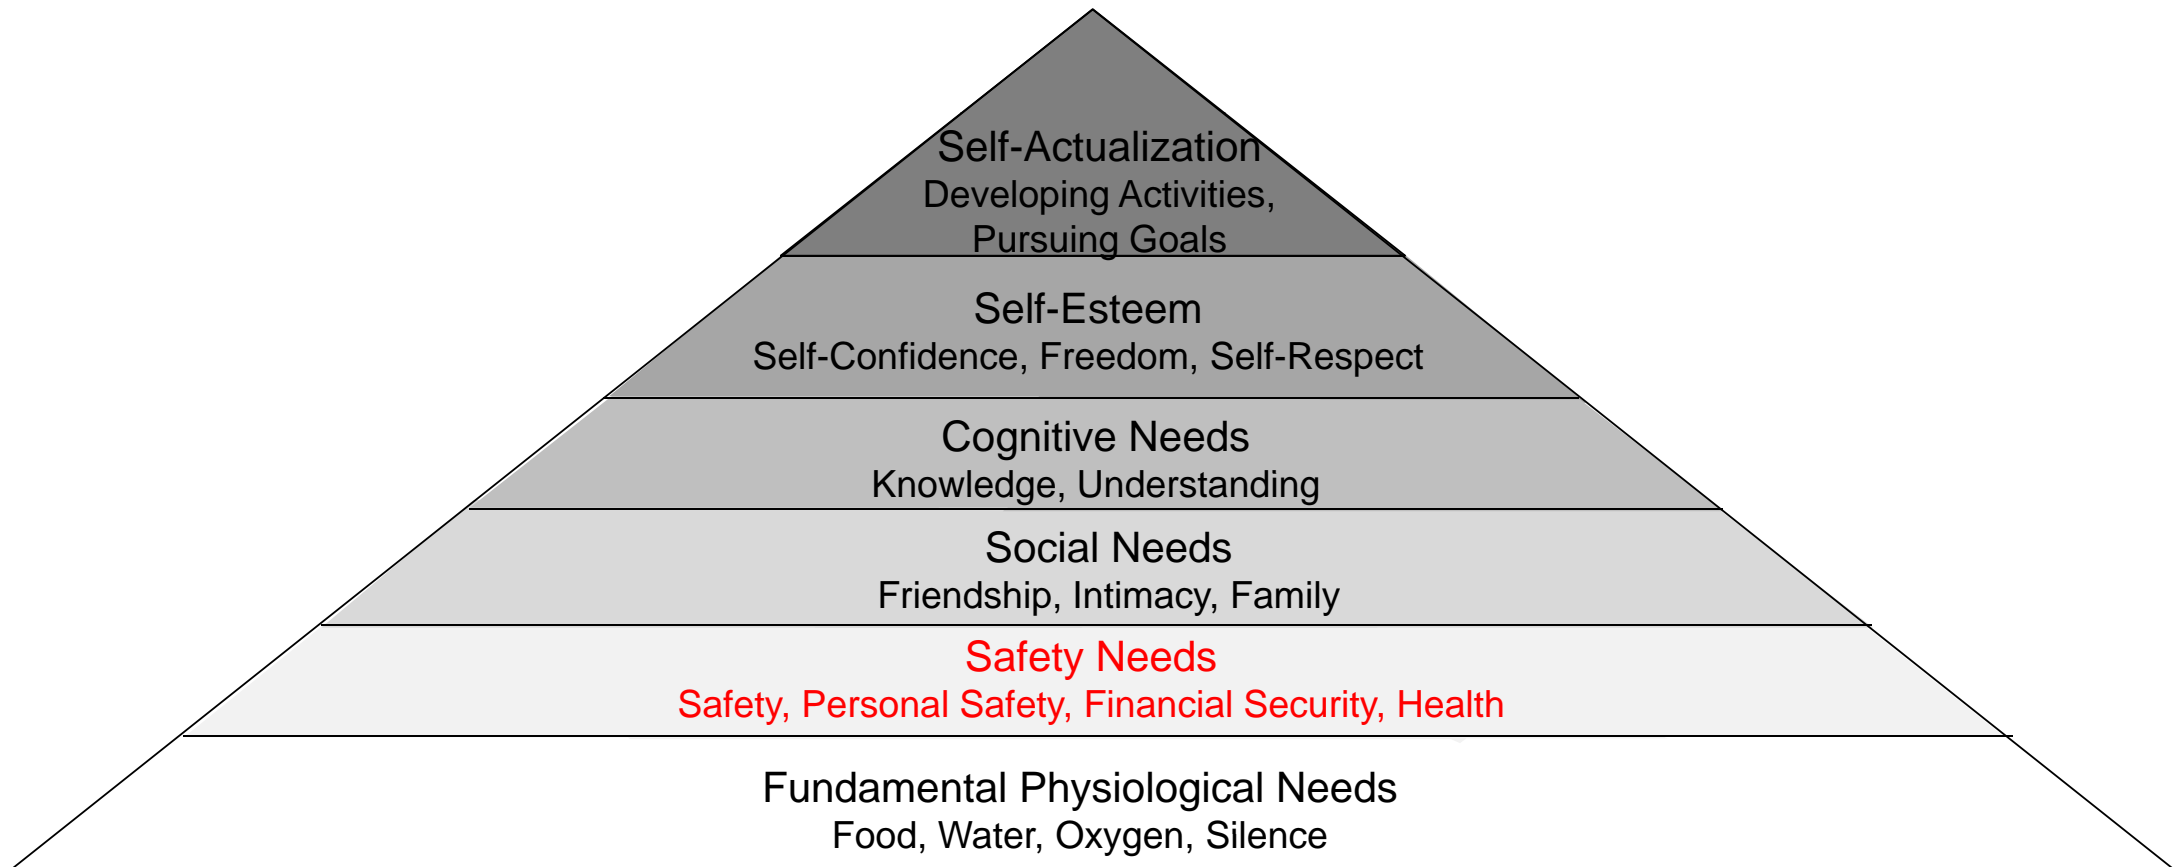 Self-Actualization
Developing Activities,
Pursuing Goals
Self-Esteem
Self-Confidence, Freedom, Self-Respect
Cognitive Needs
Knowledge, Understanding
Social Needs
Friendship, Intimacy, Family
Safety Needs
Safety, Personal Safety, Financial Security, Health
Fundamental Physiological Needs
Food, Water, Oxygen, Silence